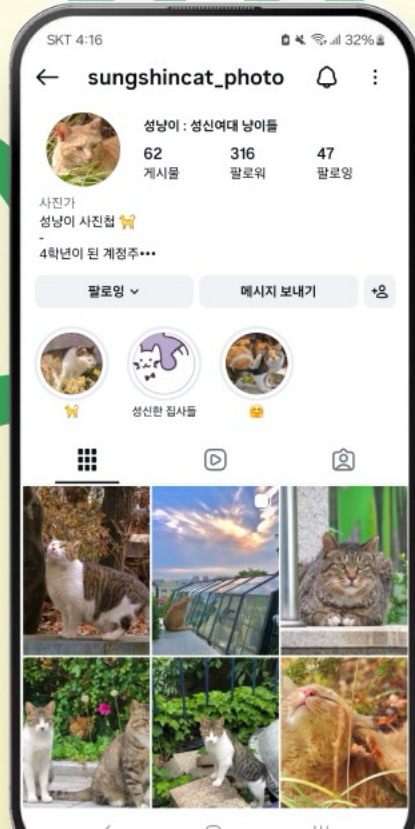 SKT 4:16
32%
sungshincat_photo
성냥이 : 성신여대 냥이들
62 316 47
게시물 팔로워 팔로잉
사진가
성냥이 사진첩 🐈
-
4학년이 된 계정주•••
팔로잉 메시지 보내기
🐈 성신한 집사들 😊